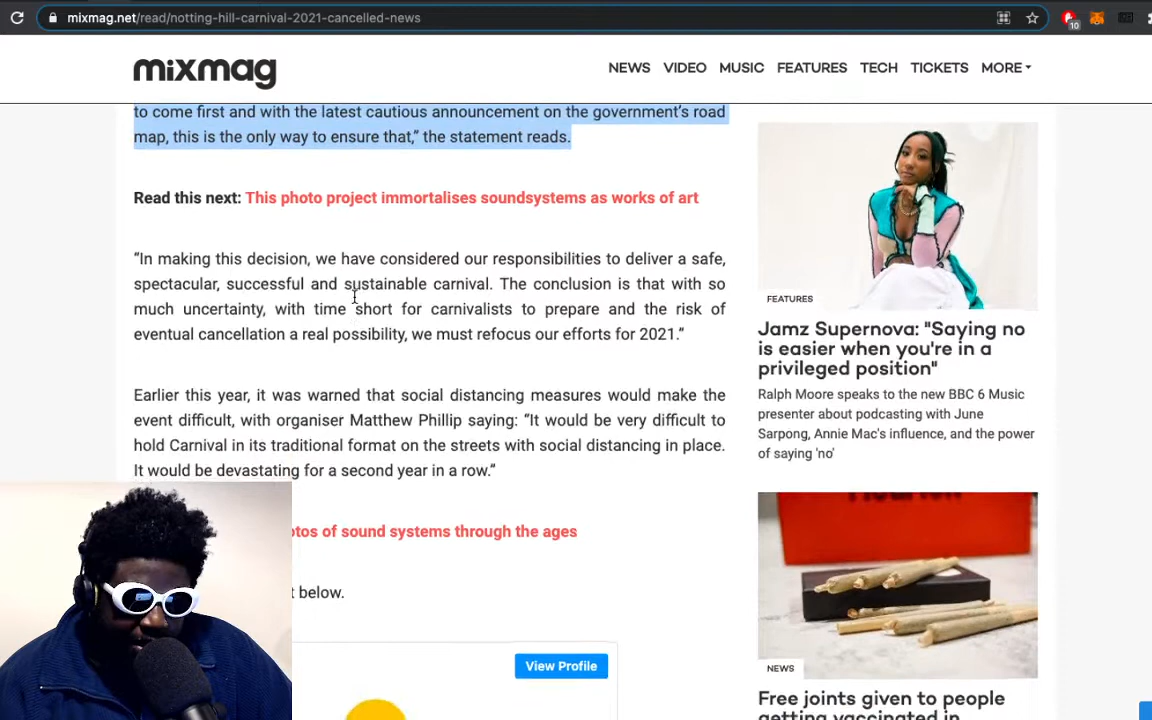 mixmag.net/read/notting-hill-carnival-2021-cancelled-news
10
mixmag
NEWS VIDEO MUSIC FEATURES TECH TICKETS MORE
to come first and with the latest cautious announcement on the government's road
map, this is the only way to ensure that,” the statement reads.
Read this next: This photo project immortalises soundsystems as works of art
“In making this decision, we have considered our responsibilities to deliver a safe,
spectacular, successful and sustainable carnival. The conclusion is that with so
much uncertainty, with time short for carnivalists to prepare and the risk of
eventual cancellation a real possibility, we must refocus our efforts for 2021.”
Earlier this year, it was warned that social distancing measures would make the
event difficult, with organiser Matthew Phillip saying: “It would be very difficult to
hold Carnival in its traditional format on the streets with social distancing in place.
It would be devastating for a second year in a row.”
otos of sound systems through the ages
t below.
View Profile
FEATURES
Jamz Supernova: "Saying no
is easier when you're in a
privileged position"
Ralph Moore speaks to the new BBC 6 Music
presenter about podcasting with June
Sarpong, Annie Mac's influence, and the power
of saying 'no'
NEWS
Free joints given to people
getting vaccinated in